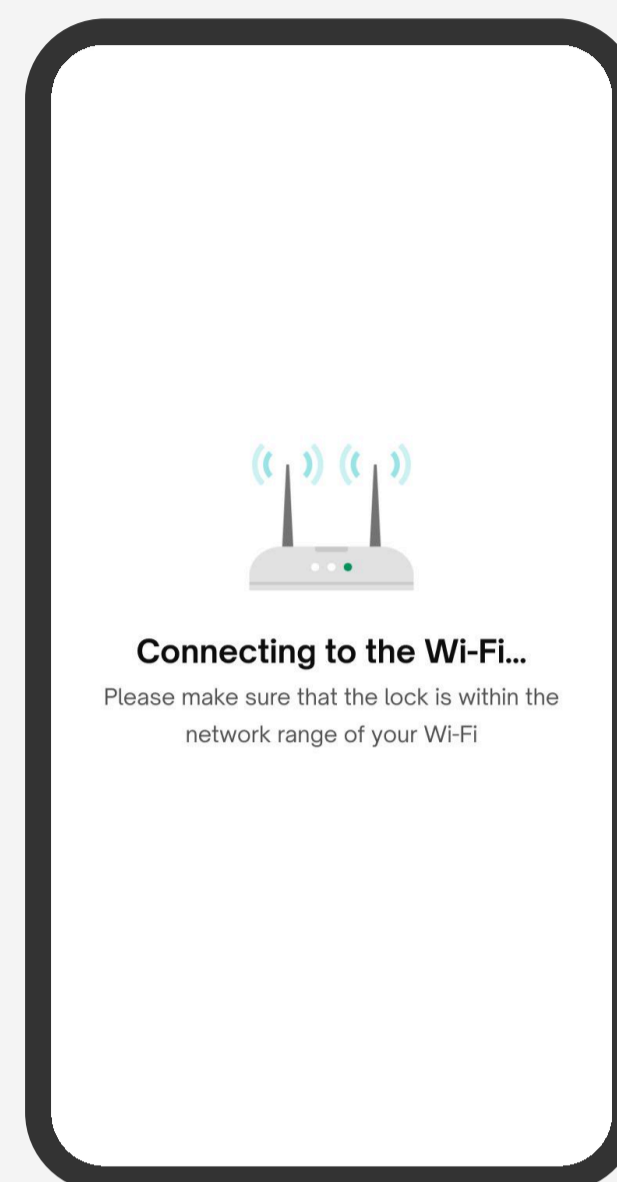 Connecting to the Wi-Fi...
Please make sure that the lock is within the
network range of your Wi-Fi